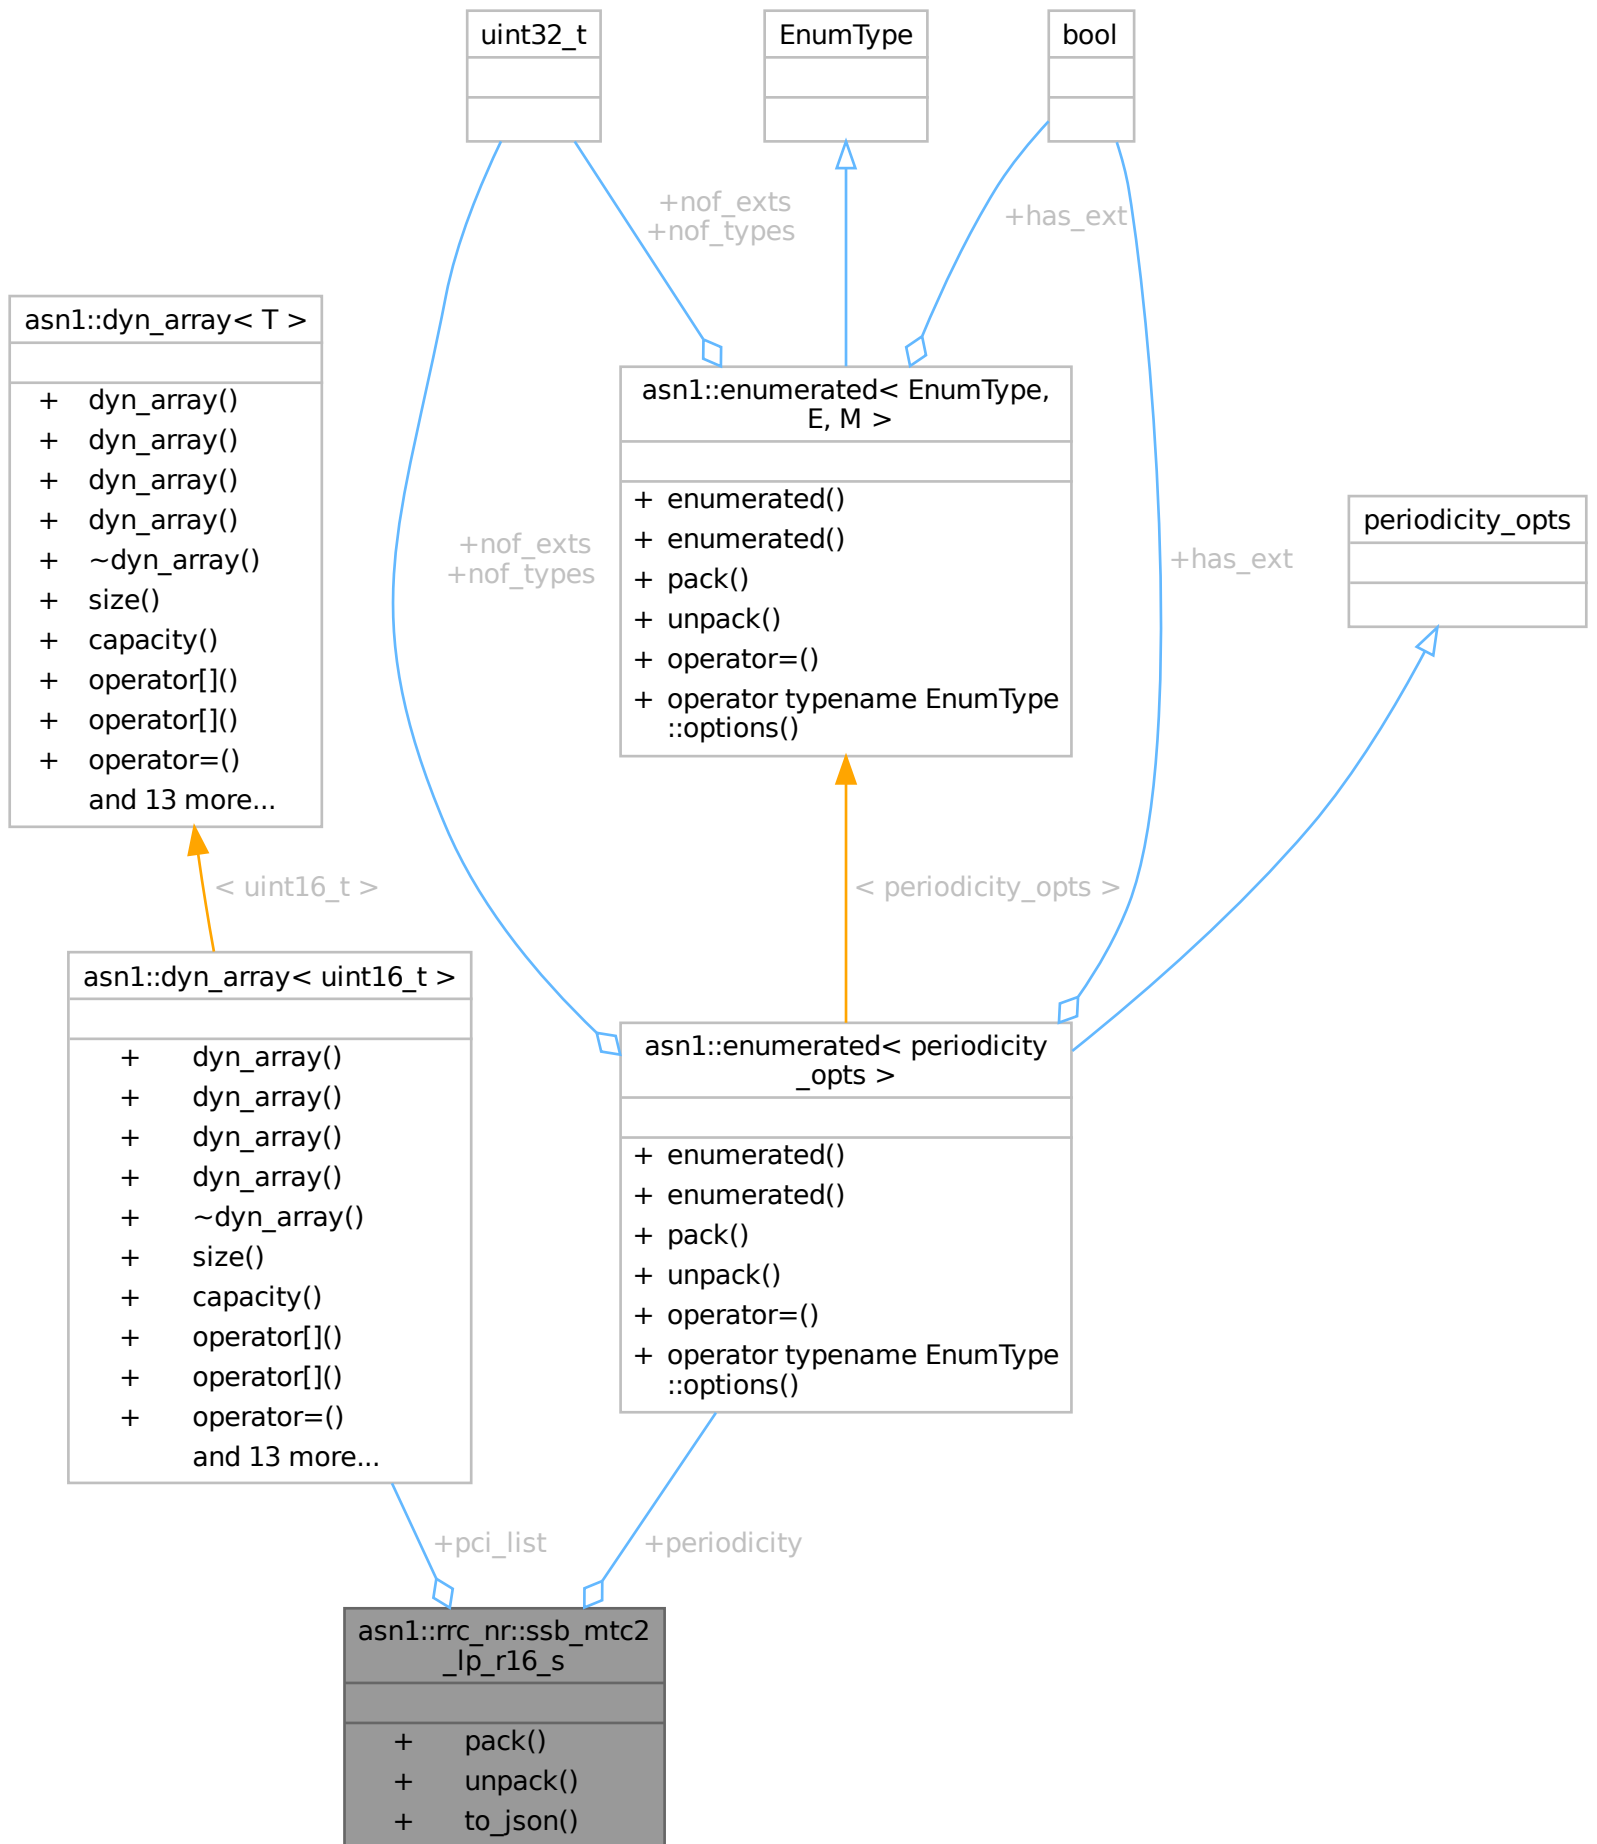 uint32_t
EnumType
bool
+nof_exts
+nof_types
+has_ext
asn1::dyn_array< T >
+ dyn_array()
+ dyn_array()
+ dyn_array()
+ dyn_array()
+ ~dyn_array()
+ size()
+ capacity()
+ operator[]()
+ operator[]()
+ operator=()
and 13 more...
asn1::enumerated< EnumType,
E, M >
+ enumerated()
+ enumerated()
+ pack()
+ unpack()
+ operator=()
+ operator typename EnumType
::options()
periodicity_opts
+nof_exts
+nof_types
+has_ext
< uint16_t >
< periodicity_opts >
asn1::dyn_array< uint16_t >
+ dyn_array()
+ dyn_array()
+ dyn_array()
+ dyn_array()
+ ~dyn_array()
+ size()
+ capacity()
+ operator[]()
+ operator[]()
+ operator=()
and 13 more...
asn1::enumerated< periodicity
_opts >
+ enumerated()
+ enumerated()
+ pack()
+ unpack()
+ operator=()
+ operator typename EnumType
::options()
+pci_list
+periodicity
asn1::rrc_nr::ssb_mtc2
_lp_r16_s
+ pack()
+ unpack()
+ to_json()